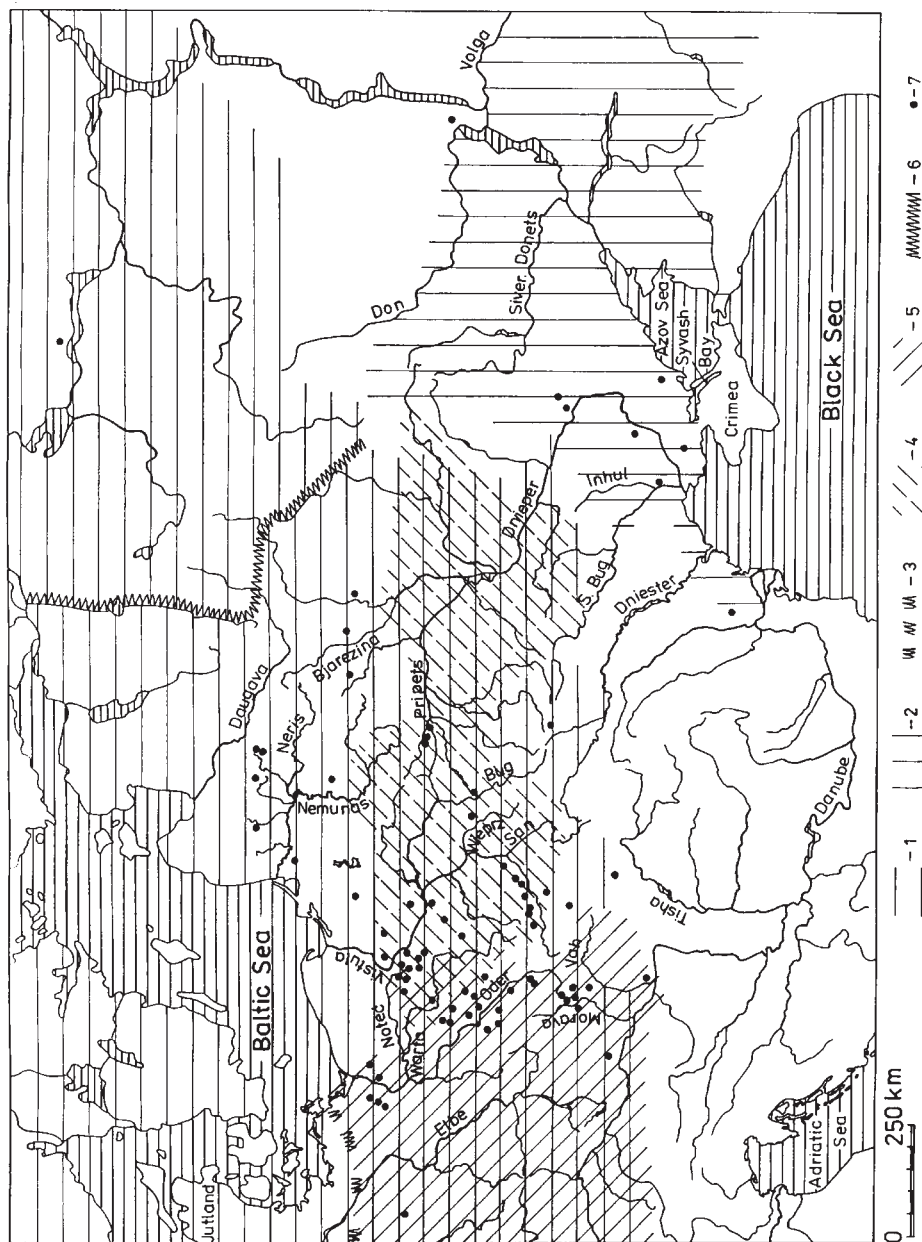 Volga
Don
Siver. Donets
Azov Sea
Syvash
Bay
Crimea
Black Sea
Dnieper
Inhul
S. Bug
Dniester
Daugava
Bjarezina
Neris
Pripets
Nemunas
Bug
Wieprz
San
Danube
Tisha
Baltic Sea
Vistula
Notec
Warta
Oder
Vah
Morava
Elbe
Jutland
Adriatic
Sea
0 250 km
- 1
- 2
- 3
- 4
- 5
- 6
- 7